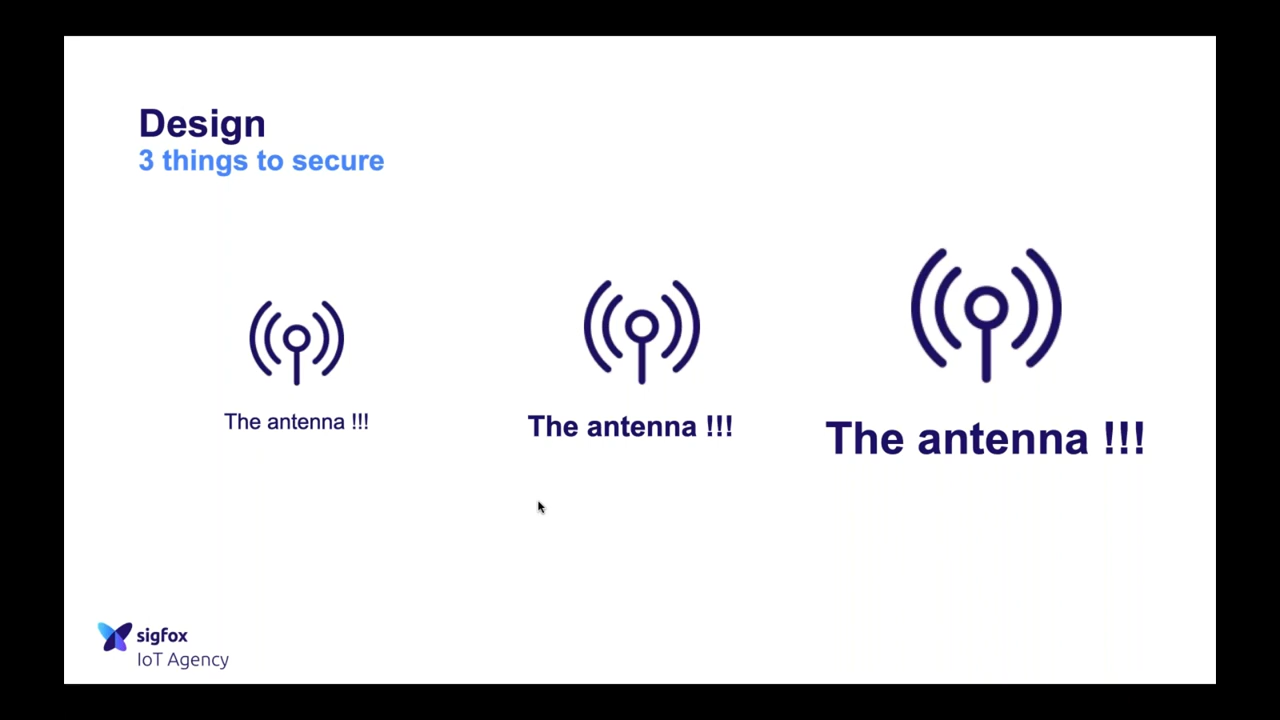 Design
3 things to secure
The antenna !!!
The antenna !!!
The antenna !!!
sigfox
IoT Agency